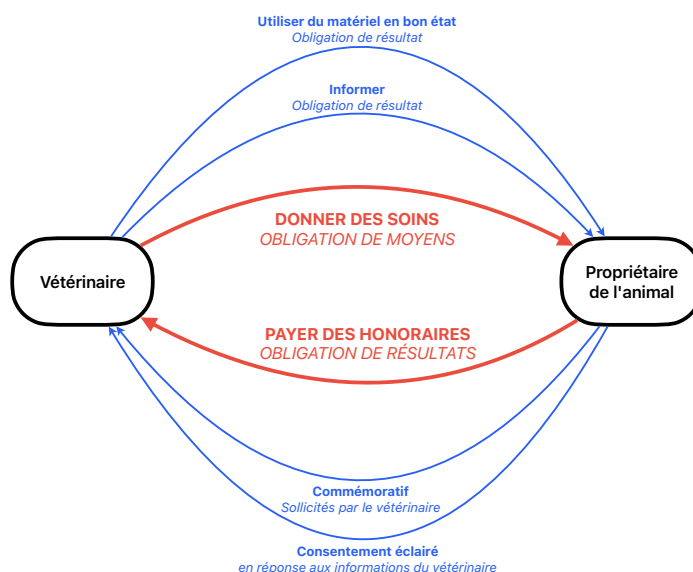 Utiliser du matériel en bon état
Obligation de résultat
Informer
Obligation de résultat
DONNER DES SOINS
OBLIGATION DE MOYENS
Vétérinaire
Propriétaire
de l'animal
PAYER DES HONORAIRES
OBLIGATION DE RÉSULTATS
Commémoratif
Sollicités par le vétérinaire
Consentement éclairé
en réponse aux informations du vétérinaire